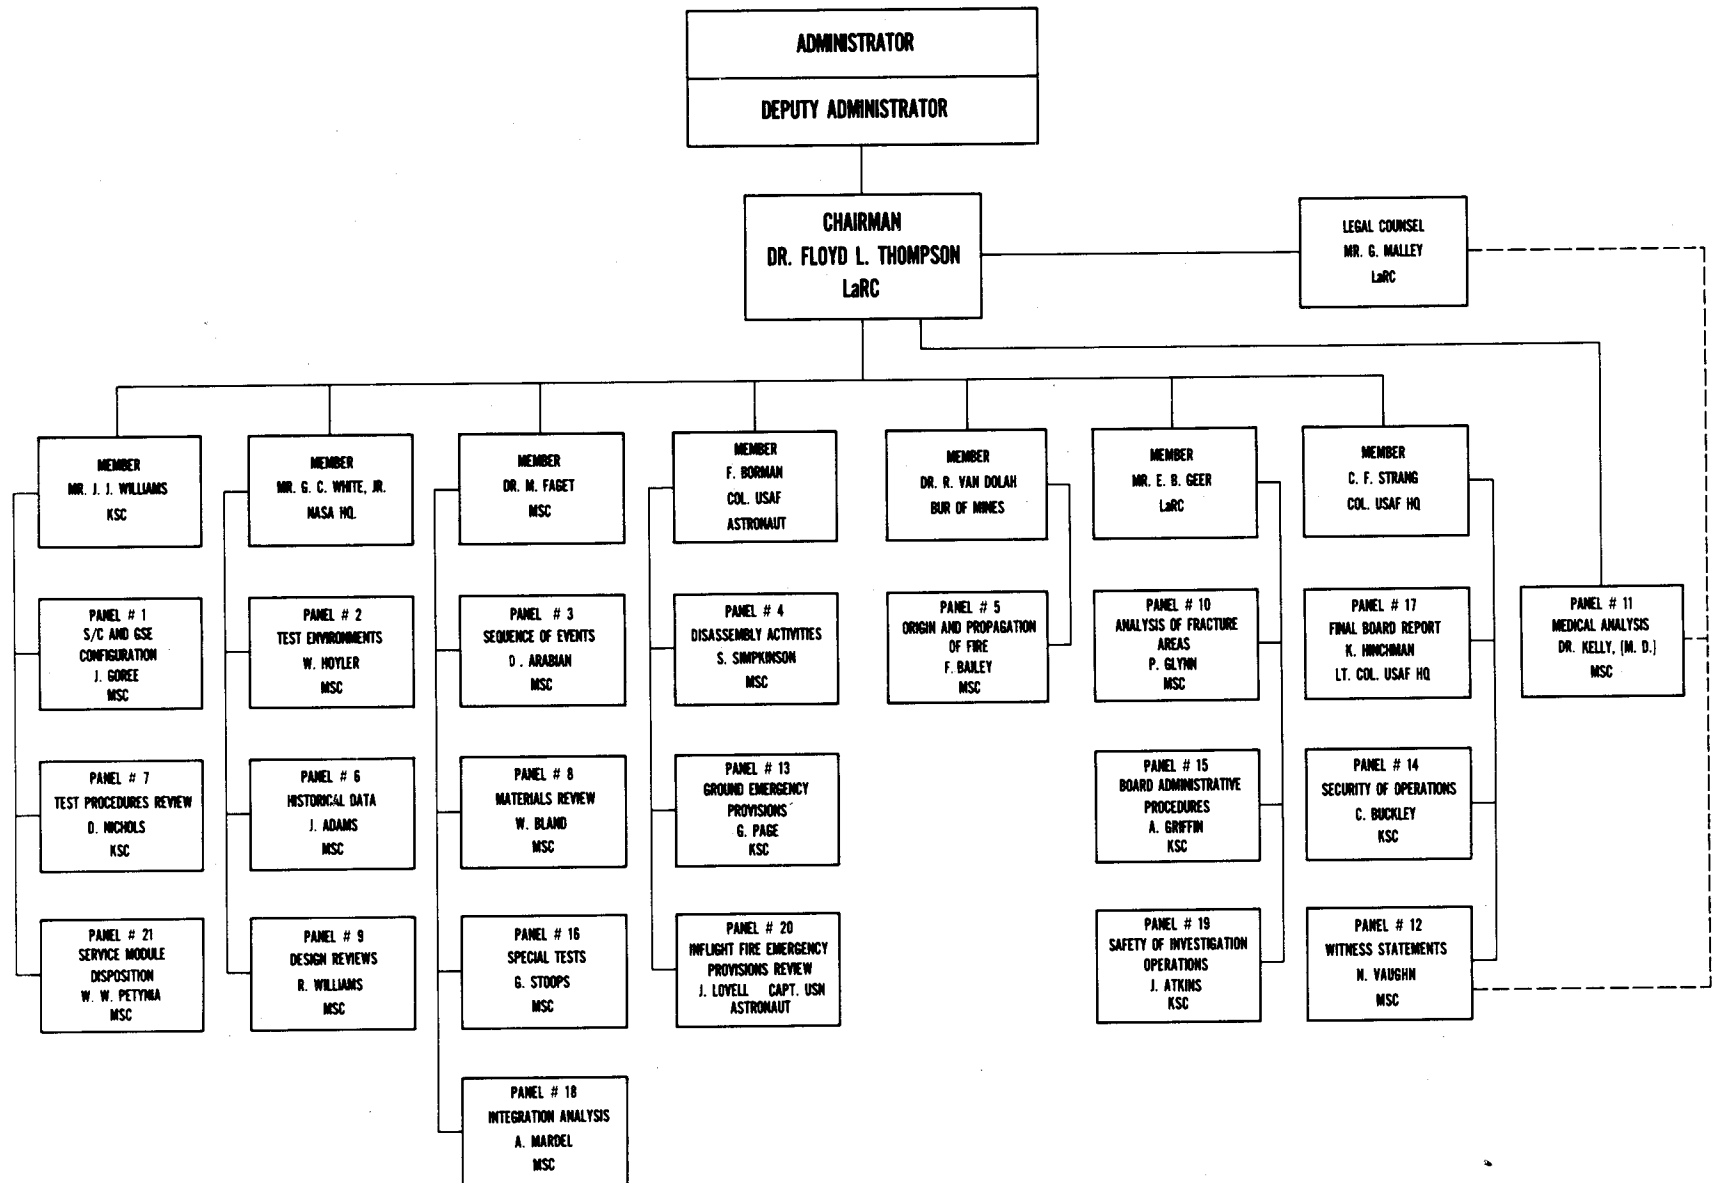 ADMINISTRATOR
DEPUTY ADMINISTRATOR
CHAIRMAN
DR. FLOYD L. THOMPSON
LaRC
LEGAL COUNSEL
MR. G. MALLEY
LaRC
MEMBER
MR. J. J. WILLIAMS
KSC
MEMBER
MR. G. C. WHITE, JR.
NASA HQ.
MEMBER
DR. M. FAGET
MSC
MEMBER
F. BORMAN
COL. USAF
ASTRONAUT
MEMBER
DR. R. VAN DOLAH
BUR OF MINES
MEMBER
MR. E. B. GEER
LaRC
MEMBER
C. F. STRANG
COL. USAF HQ
PANEL # 1
S/C AND GSE
CONFIGURATION
J. GOREE
MSC
PANEL # 2
TEST ENVIRONMENTS
W. HOYLER
MSC
PANEL # 3
SEQUENCE OF EVENTS
D. ARABIAN
MSC
PANEL # 4
DISASSEMBLY ACTIVITIES
S. SIMPKINSON
MSC
PANEL # 5
ORIGIN AND PROPAGATION
OF FIRE
F. BAILEY
MSC
PANEL # 10
ANALYSIS OF FRACTURE
AREAS
P. GLYNN
MSC
PANEL # 17
FINAL BOARD REPORT
K. HINCHMAN
LT. COL. USAF HQ
PANEL # 11
MEDICAL ANALYSIS
DR. KELLY, (M. D.)
MSC
PANEL # 7
TEST PROCEDURES REVIEW
D. NICHOLS
KSC
PANEL # 6
HISTORICAL DATA
J. ADAMS
MSC
PANEL # 8
MATERIALS REVIEW
W. BLAND
MSC
PANEL # 13
GROUND EMERGENCY
PROVISIONS
G. PAGE
KSC
PANEL # 15
BOARD ADMINISTRATIVE
PROCEDURES
A. GRIFFIN
KSC
PANEL # 14
SECURITY OF OPERATIONS
C. BUCKLEY
KSC
PANEL # 21
SERVICE MODULE
DISPOSITION
W. W. PETYNIA
MSC
PANEL # 9
DESIGN REVIEWS
R. WILLIAMS
MSC
PANEL # 16
SPECIAL TESTS
G. STOOPS
MSC
PANEL # 20
INFLIGHT FIRE EMERGENCY
PROVISIONS REVIEW
J. LOVELL CAPT. USN
ASTRONAUT
PANEL # 19
SAFETY OF INVESTIGATION
OPERATIONS
J. ATKINS
KSC
PANEL # 12
WITNESS STATEMENTS
N. VAUGHN
MSC
PANEL # 18
INTEGRATION ANALYSIS
A. MARDEL
MSC